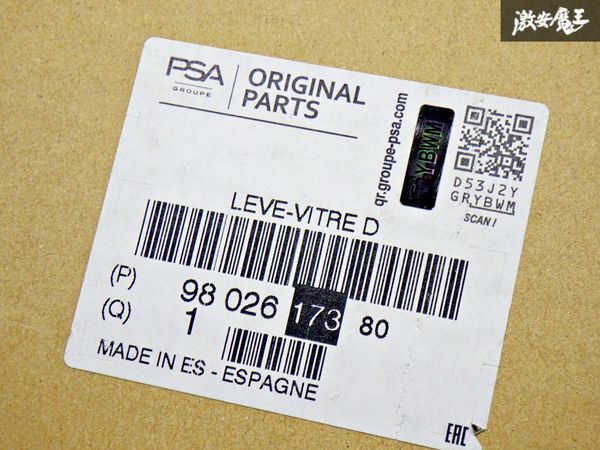 激安魔王
PSA
GROUPE
ORIGINAL
PARTS
qr.groupe-psa.com
YBWM
D53J2Y
GRYBWM
SCAN!
LEVE-VITRE D
(P) 98 026 173 80
(Q) 1
MADE IN ES - ESPAGNE
EAC